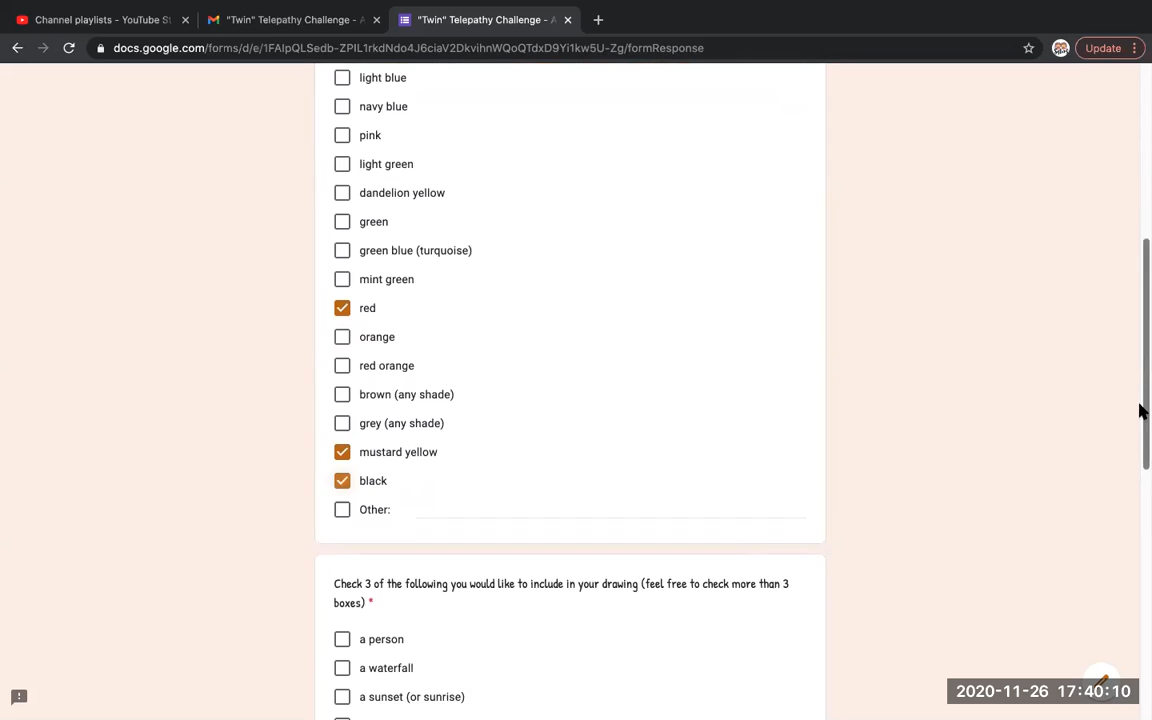 Channel playlists - YouTube St
"Twin" Telepathy Challenge - A
"Twin" Telepathy Challenge - A
docs.google.com/forms/d/e/1FAIpQLSedb-ZPIL1rkdNdo4J6ciaV2DkvihnWQoQTdxD9Yi1kw5U-Zg/formResponse
Update
light blue
navy blue
pink
light green
dandelion yellow
green
green blue (turquoise)
mint green
red
orange
red orange
brown (any shade)
grey (any shade)
mustard yellow
black
Other:
Check 3 of the following you would like to include in your drawing (feel free to check more than 3
boxes) *
a person
a waterfall
a sunset (or sunrise)
2020-11-26 17:40:10